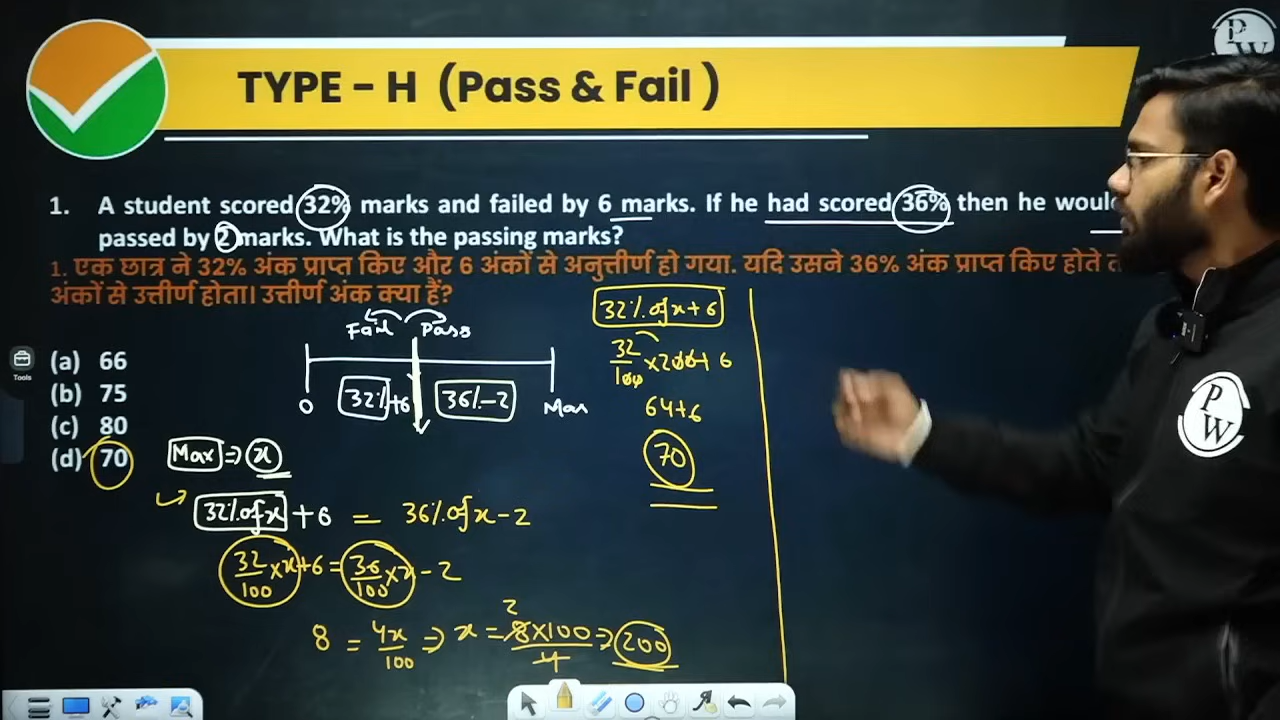 PW
TYPE - H (Pass & Fail )
1. A student scored 32% marks and failed by 6 marks. If he had scored 36% then he would
passed by 2 marks. What is the passing marks?
1. एक छात्र ने 32% अंक प्राप्त किए और 6 अंकों से अनुत्तीर्ण हो गया. यदि उसने 36% अंक प्राप्त किए होते
अंकों से उत्तीर्ण होता। उत्तीर्ण अंक क्या हैं?
Fail Pass
32%+6 36%-2
0 Max
(a) 66
(b) 75
(c) 80
(d) 70
Tools
Max ⇒ x
32% of x + 6 = 36% of x - 2
32/100 × x + 6 = 36/100 × x - 2
8 = 4x/100 ⇒ x = 8×100/4 ⇒ 200
2
32% of x + 6
32/100 × 200 + 6
64+6
70
PW